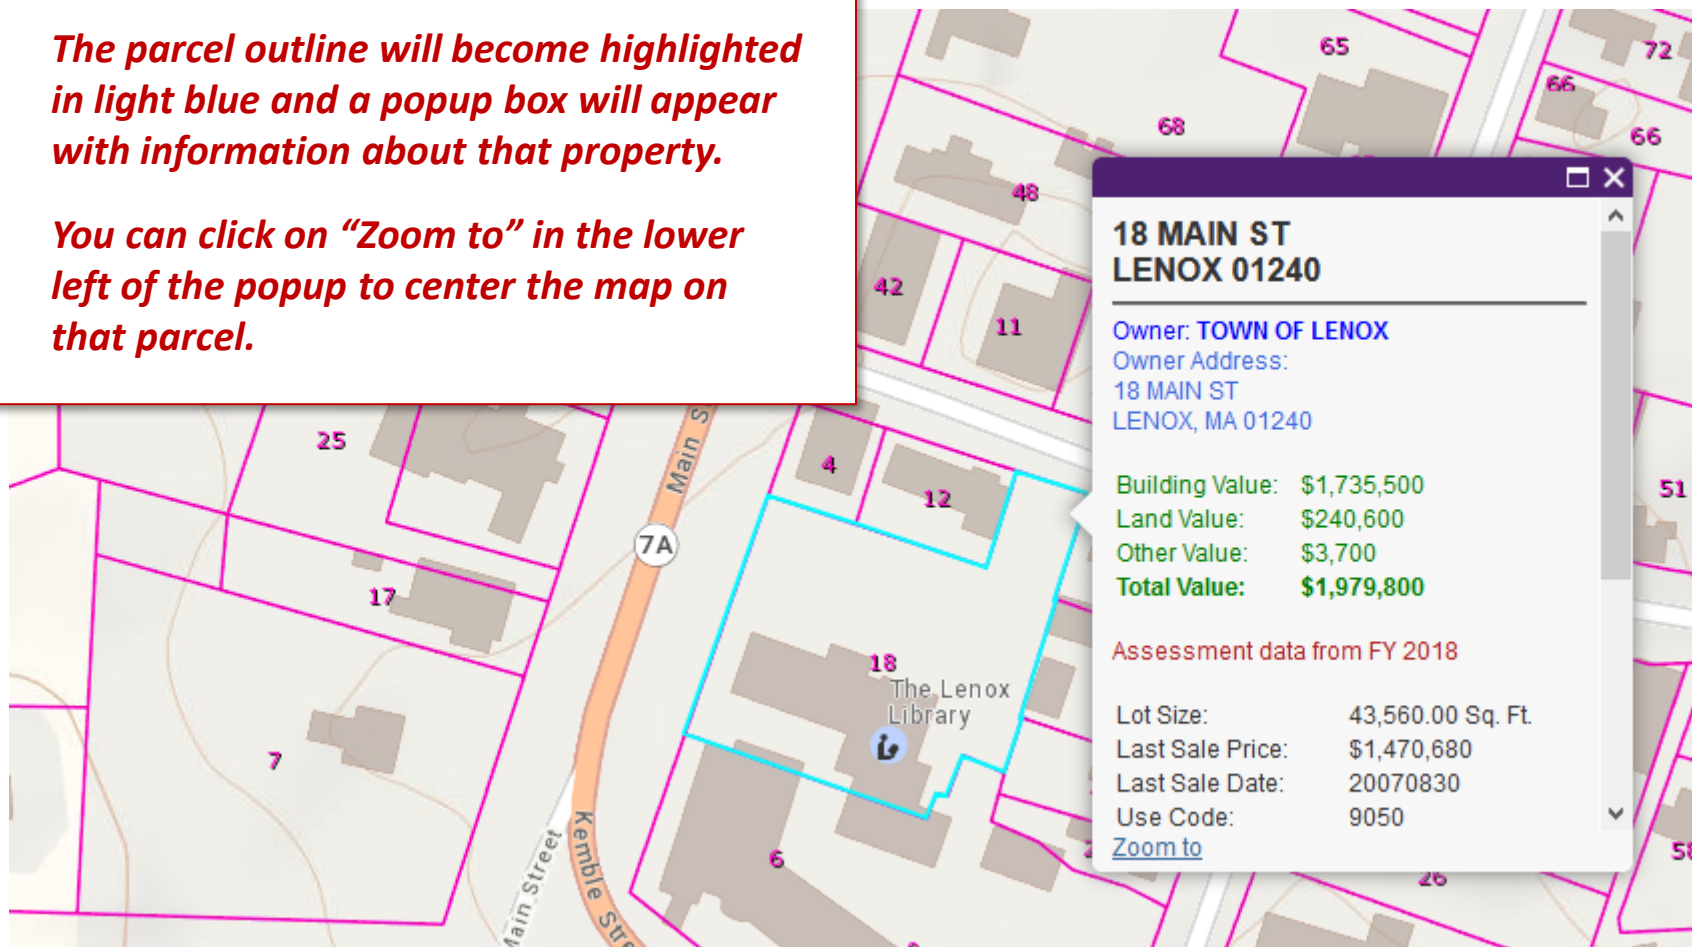 The parcel outline will become highlighted
in light blue and a popup box will appear
with information about that property.
You can click on “Zoom to” in the lower
left of the popup to center the map on
that parcel.
65
72
66
66
68
48
42
11
25
4
12
17
18
7
6
51
26
Main S
7A
The Lenox
Library
Main Street
Kemble Stre
18 MAIN ST
LENOX 01240
Owner: TOWN OF LENOX
Owner Address:
18 MAIN ST
LENOX, MA 01240
Building Value: $1,735,500
Land Value: $240,600
Other Value: $3,700
Total Value: $1,979,800
Assessment data from FY 2018
Lot Size: 43,560.00 Sq. Ft.
Last Sale Price: $1,470,680
Last Sale Date: 20070830
Use Code: 9050
Zoom to